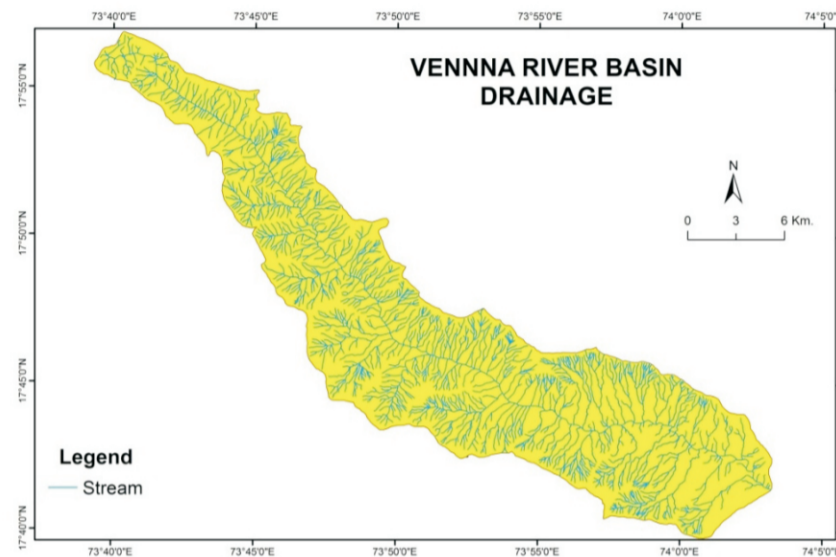 73°40'0"E 73°45'0"E 73°50'0"E 73°55'0"E 74°0'0"E 74°5'0"E
VENNNA RIVER BASIN
DRAINAGE
17°55'0"N
N
0 3 6 Km.
17°50'0"N
17°45'0"N
Legend
Stream
17°40'0"N
73°40'0"E 73°45'0"E 73°50'0"E 73°55'0"E 74°0'0"E 74°5'0"E